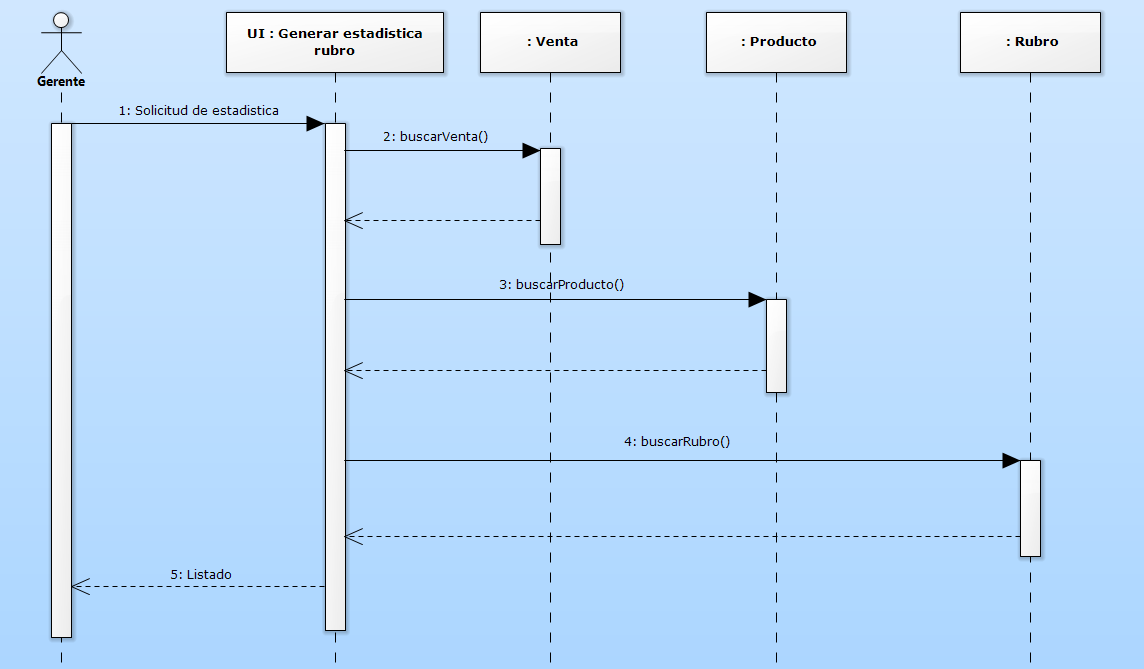 Gerente
UI : Generar estadistica
rubro
: Venta
: Producto
: Rubro
1: Solicitud de estadistica
2: buscarVenta()
3: buscarProducto()
4: buscarRubro()
5: Listado